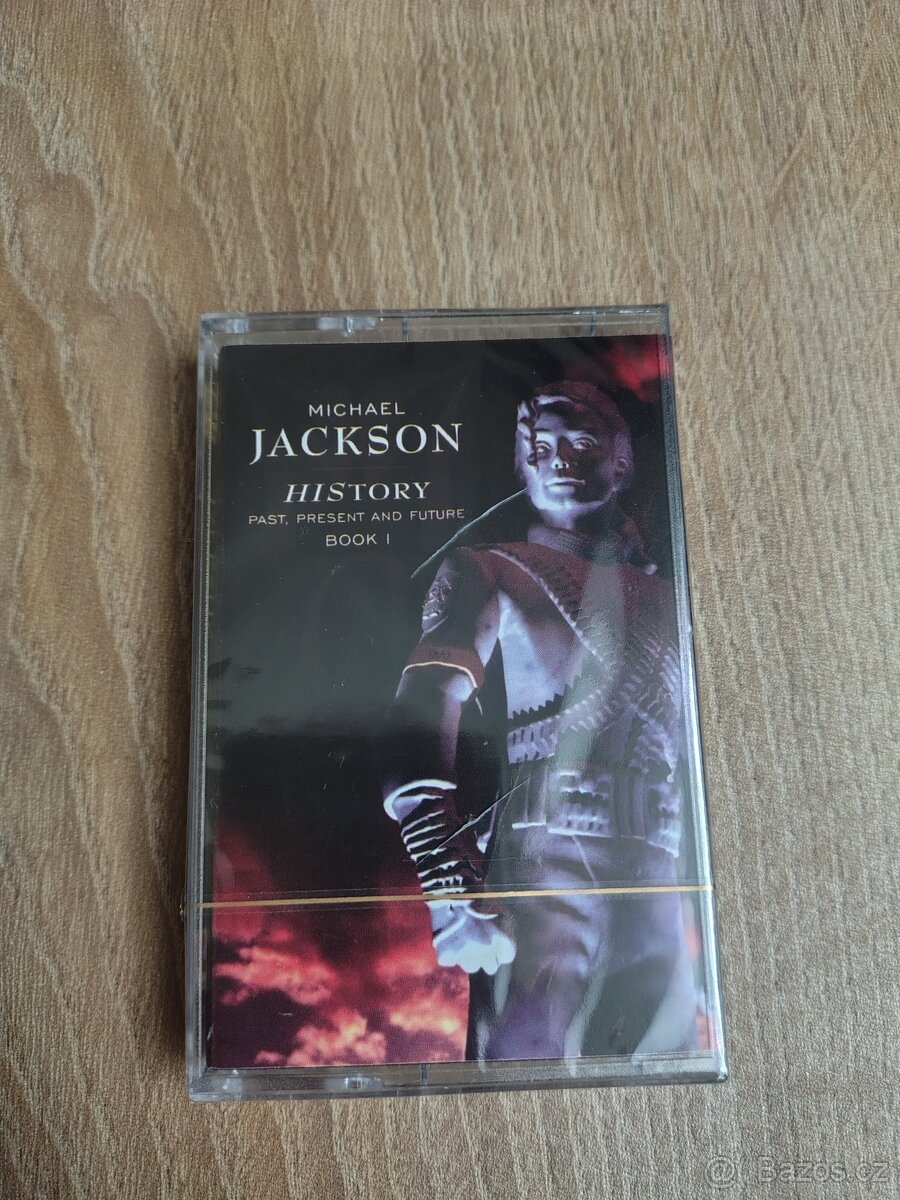 MICHAEL
JACKSON
HISTORY
PAST, PRESENT AND FUTURE
BOOK I
@ Bazos.cz